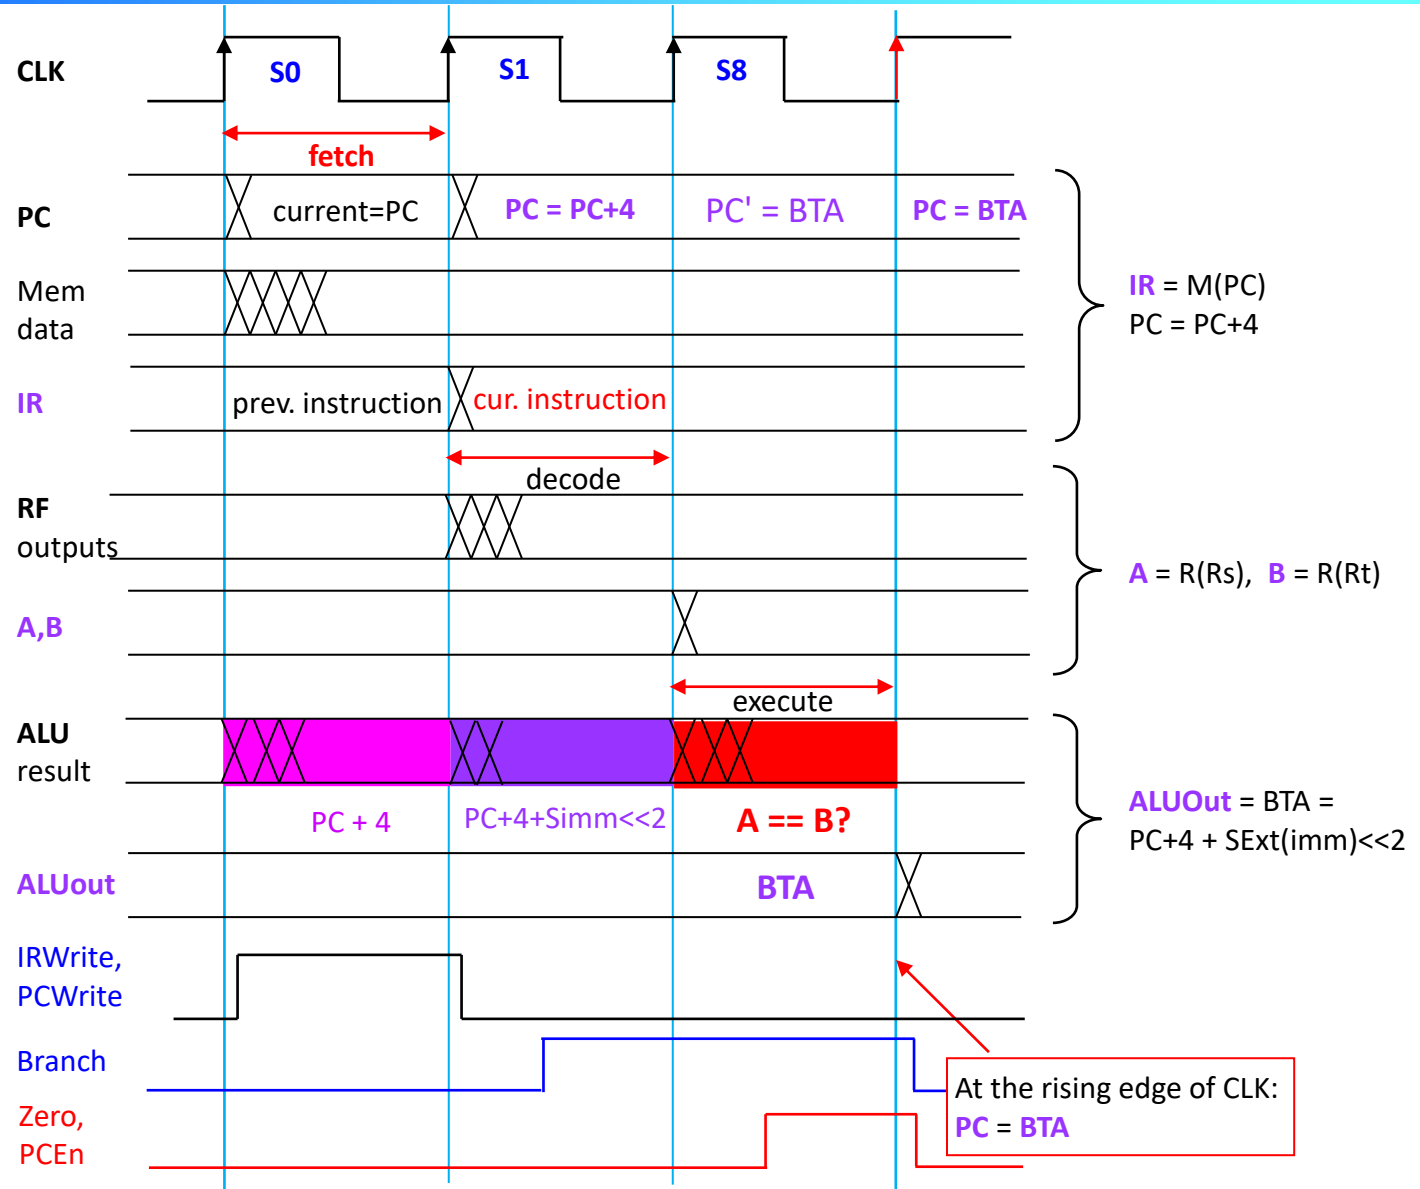 CLK
S0
S1
S8
fetch
PC
current=PC
PC = PC+4
PC' = BTA
PC = BTA
Mem
data
IR = M(PC)
PC = PC+4
IR
prev. instruction
cur. instruction
decode
RF
outputs
A = R(Rs), B = R(Rt)
A,B
execute
ALU
result
PC + 4
PC+4+Simm<<2
A == B?
ALUOut = BTA =
PC+4 + SExt(imm)<<2
ALUout
BTA
IRWrite,
PCWrite
Branch
At the rising edge of CLK:
PC = BTA
Zero,
PCEn